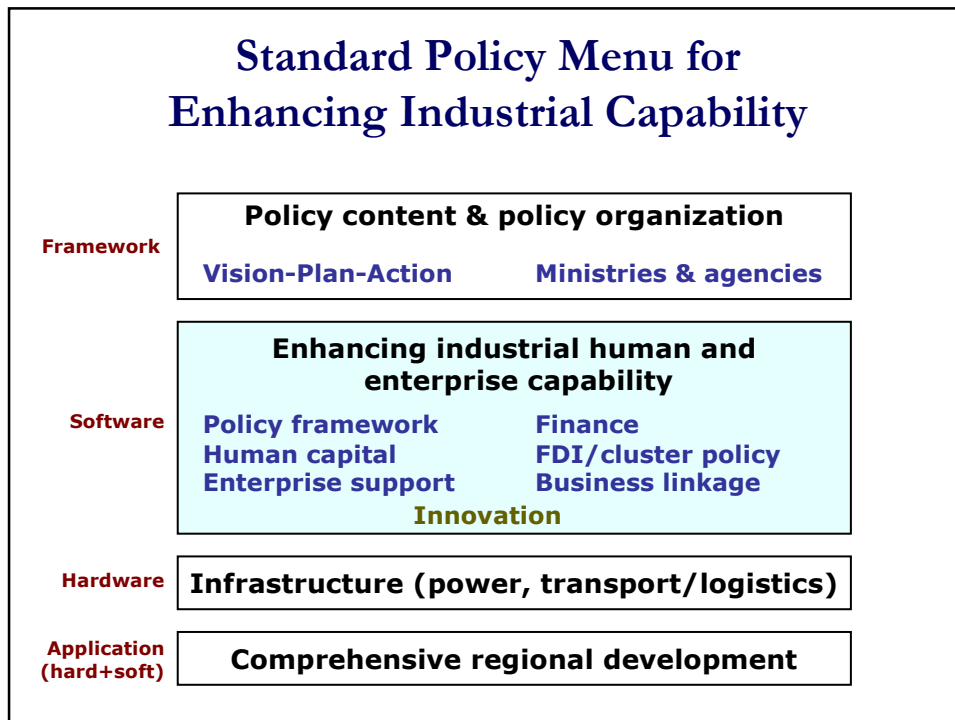 Standard Policy Menu for
Enhancing Industrial Capability
Framework
Policy content & policy organization
Vision-Plan-Action Ministries & agencies
Software
Enhancing industrial human and
enterprise capability
Policy framework Finance
Human capital FDI/cluster policy
Enterprise support Business linkage
Innovation
Hardware
Infrastructure (power, transport/logistics)
Application
(hard+soft)
Comprehensive regional development